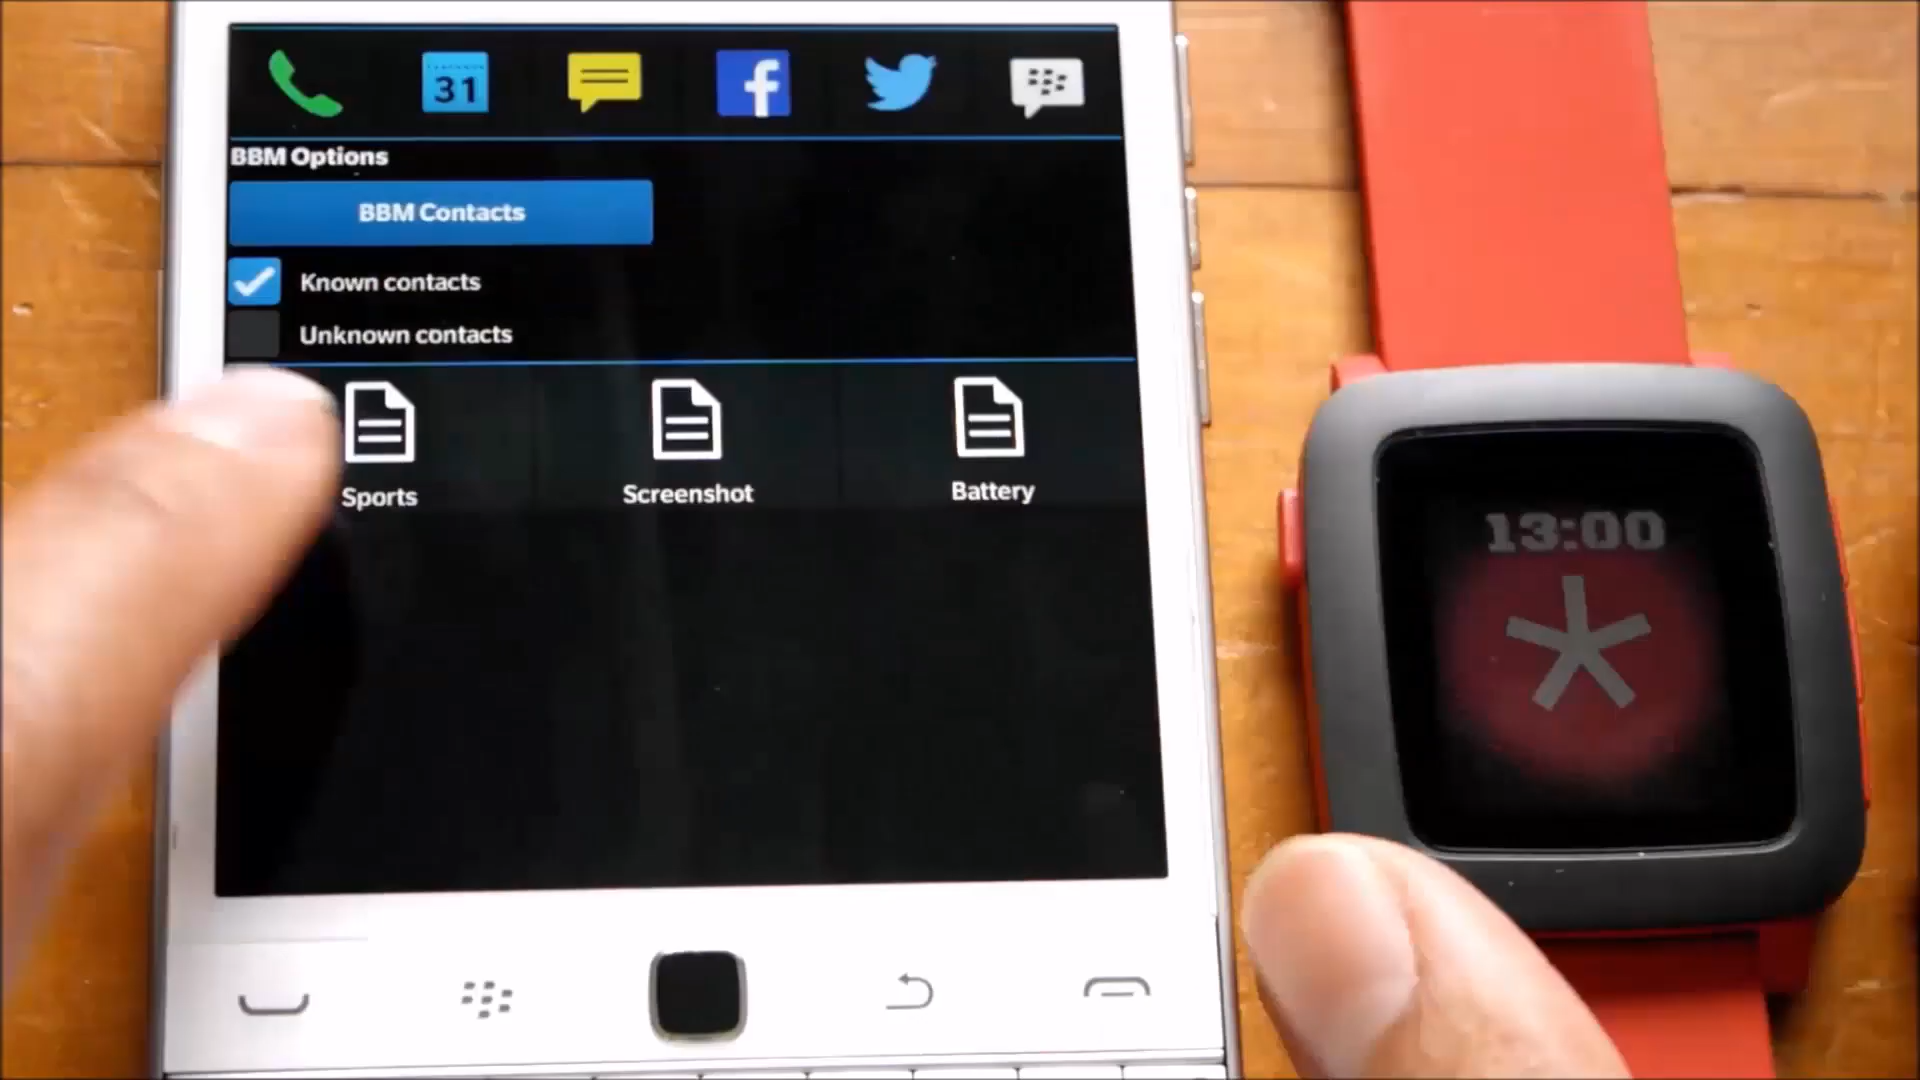 31
f
BBM Options
BBM Contacts
Known contacts
Unknown contacts
Sports
Screenshot
Battery
13:00